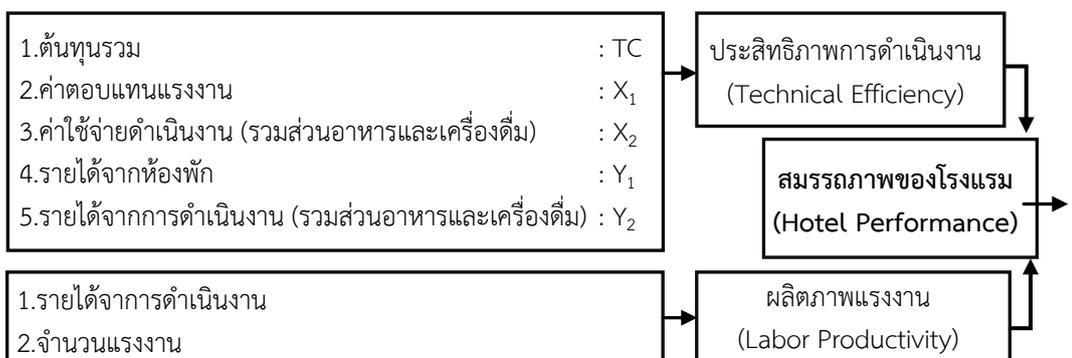 1.ต้นทุนรวม : TC
2.ค่าตอบแทนแรงงาน : X₁
3.ค่าใช้จ่ายดำเนินงาน (รวมส่วนอาหารและเครื่องดื่ม) : X₂
4.รายได้จากห้องพัก : Y₁
5.รายได้จากการดำเนินงาน (รวมส่วนอาหารและเครื่องดื่ม) : Y₂
ประสิทธิภาพการดำเนินงาน
(Technical Efficiency)
สมรรถภาพของโรงแรม
(Hotel Performance)
1.รายได้จาการดำเนินงาน
2.จำนวนแรงงาน
ผลิตภาพแรงงาน
(Labor Productivity)